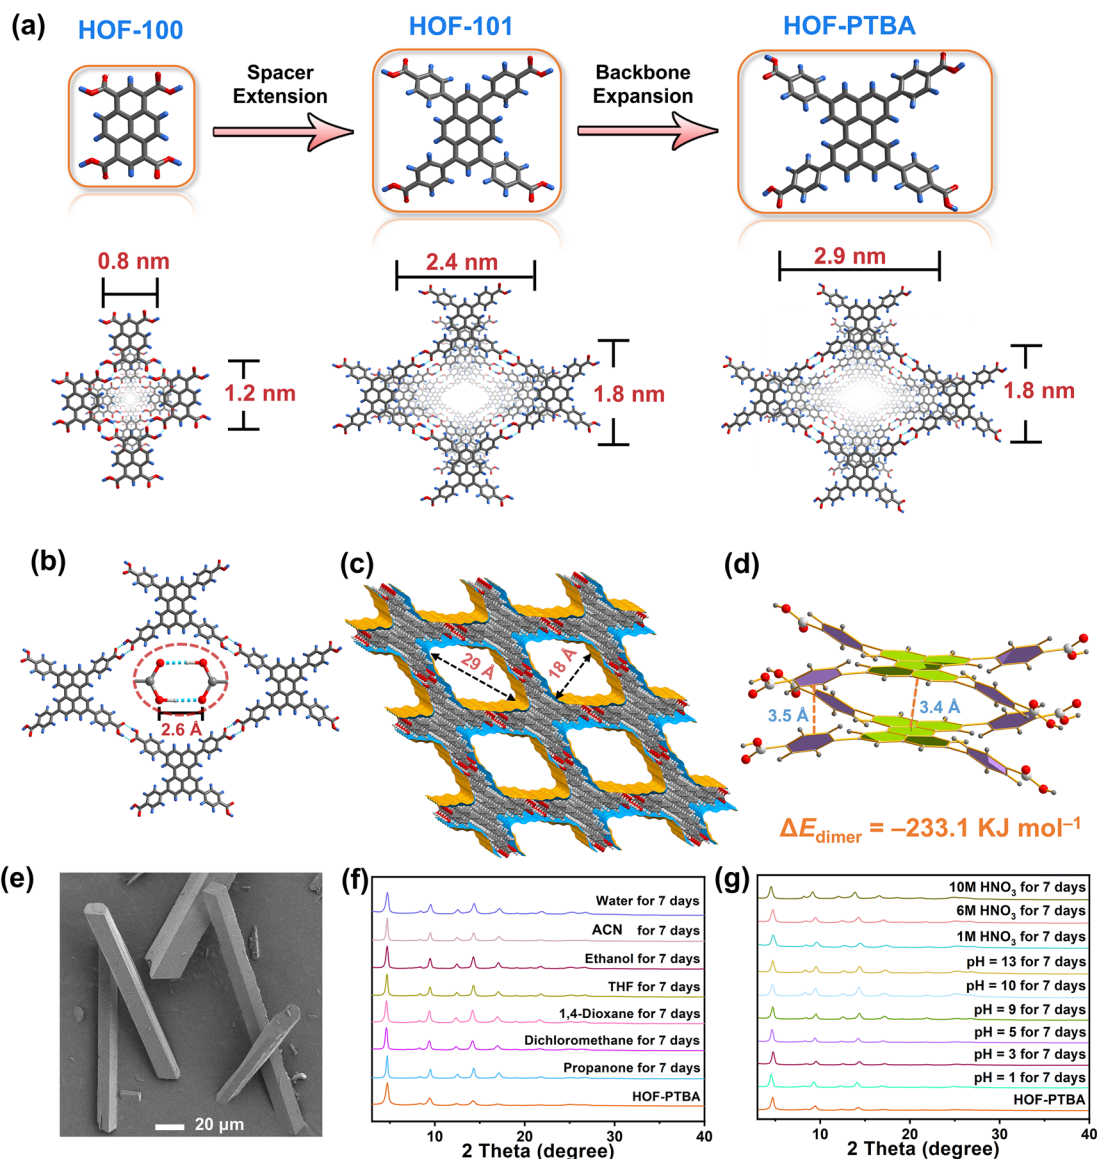 (a)
HOF-100
HOF-101
HOF-PTBA
Spacer
Extension
Backbone
Expansion
0.8 nm
2.4 nm
2.9 nm
1.2 nm
1.8 nm
1.8 nm
(b)
2.6 Å
(c)
29 Å
18 Å
(d)
3.5 Å
3.4 Å
ΔE_dimer = –233.1 KJ mol⁻¹
(e)
20 μm
(f)
Water for 7 days
ACN for 7 days
Ethanol for 7 days
THF for 7 days
1,4-Dioxane for 7 days
Dichloromethane for 7 days
Propanone for 7 days
HOF-PTBA
10 20 30 40
2 Theta (degree)
(g)
10M HNO₃ for 7 days
6M HNO₃ for 7 days
1M HNO₃ for 7 days
pH = 13 for 7 days
pH = 10 for 7 days
pH = 9 for 7 days
pH = 5 for 7 days
pH = 3 for 7 days
pH = 1 for 7 days
HOF-PTBA
10 20 30 40
2 Theta (degree)